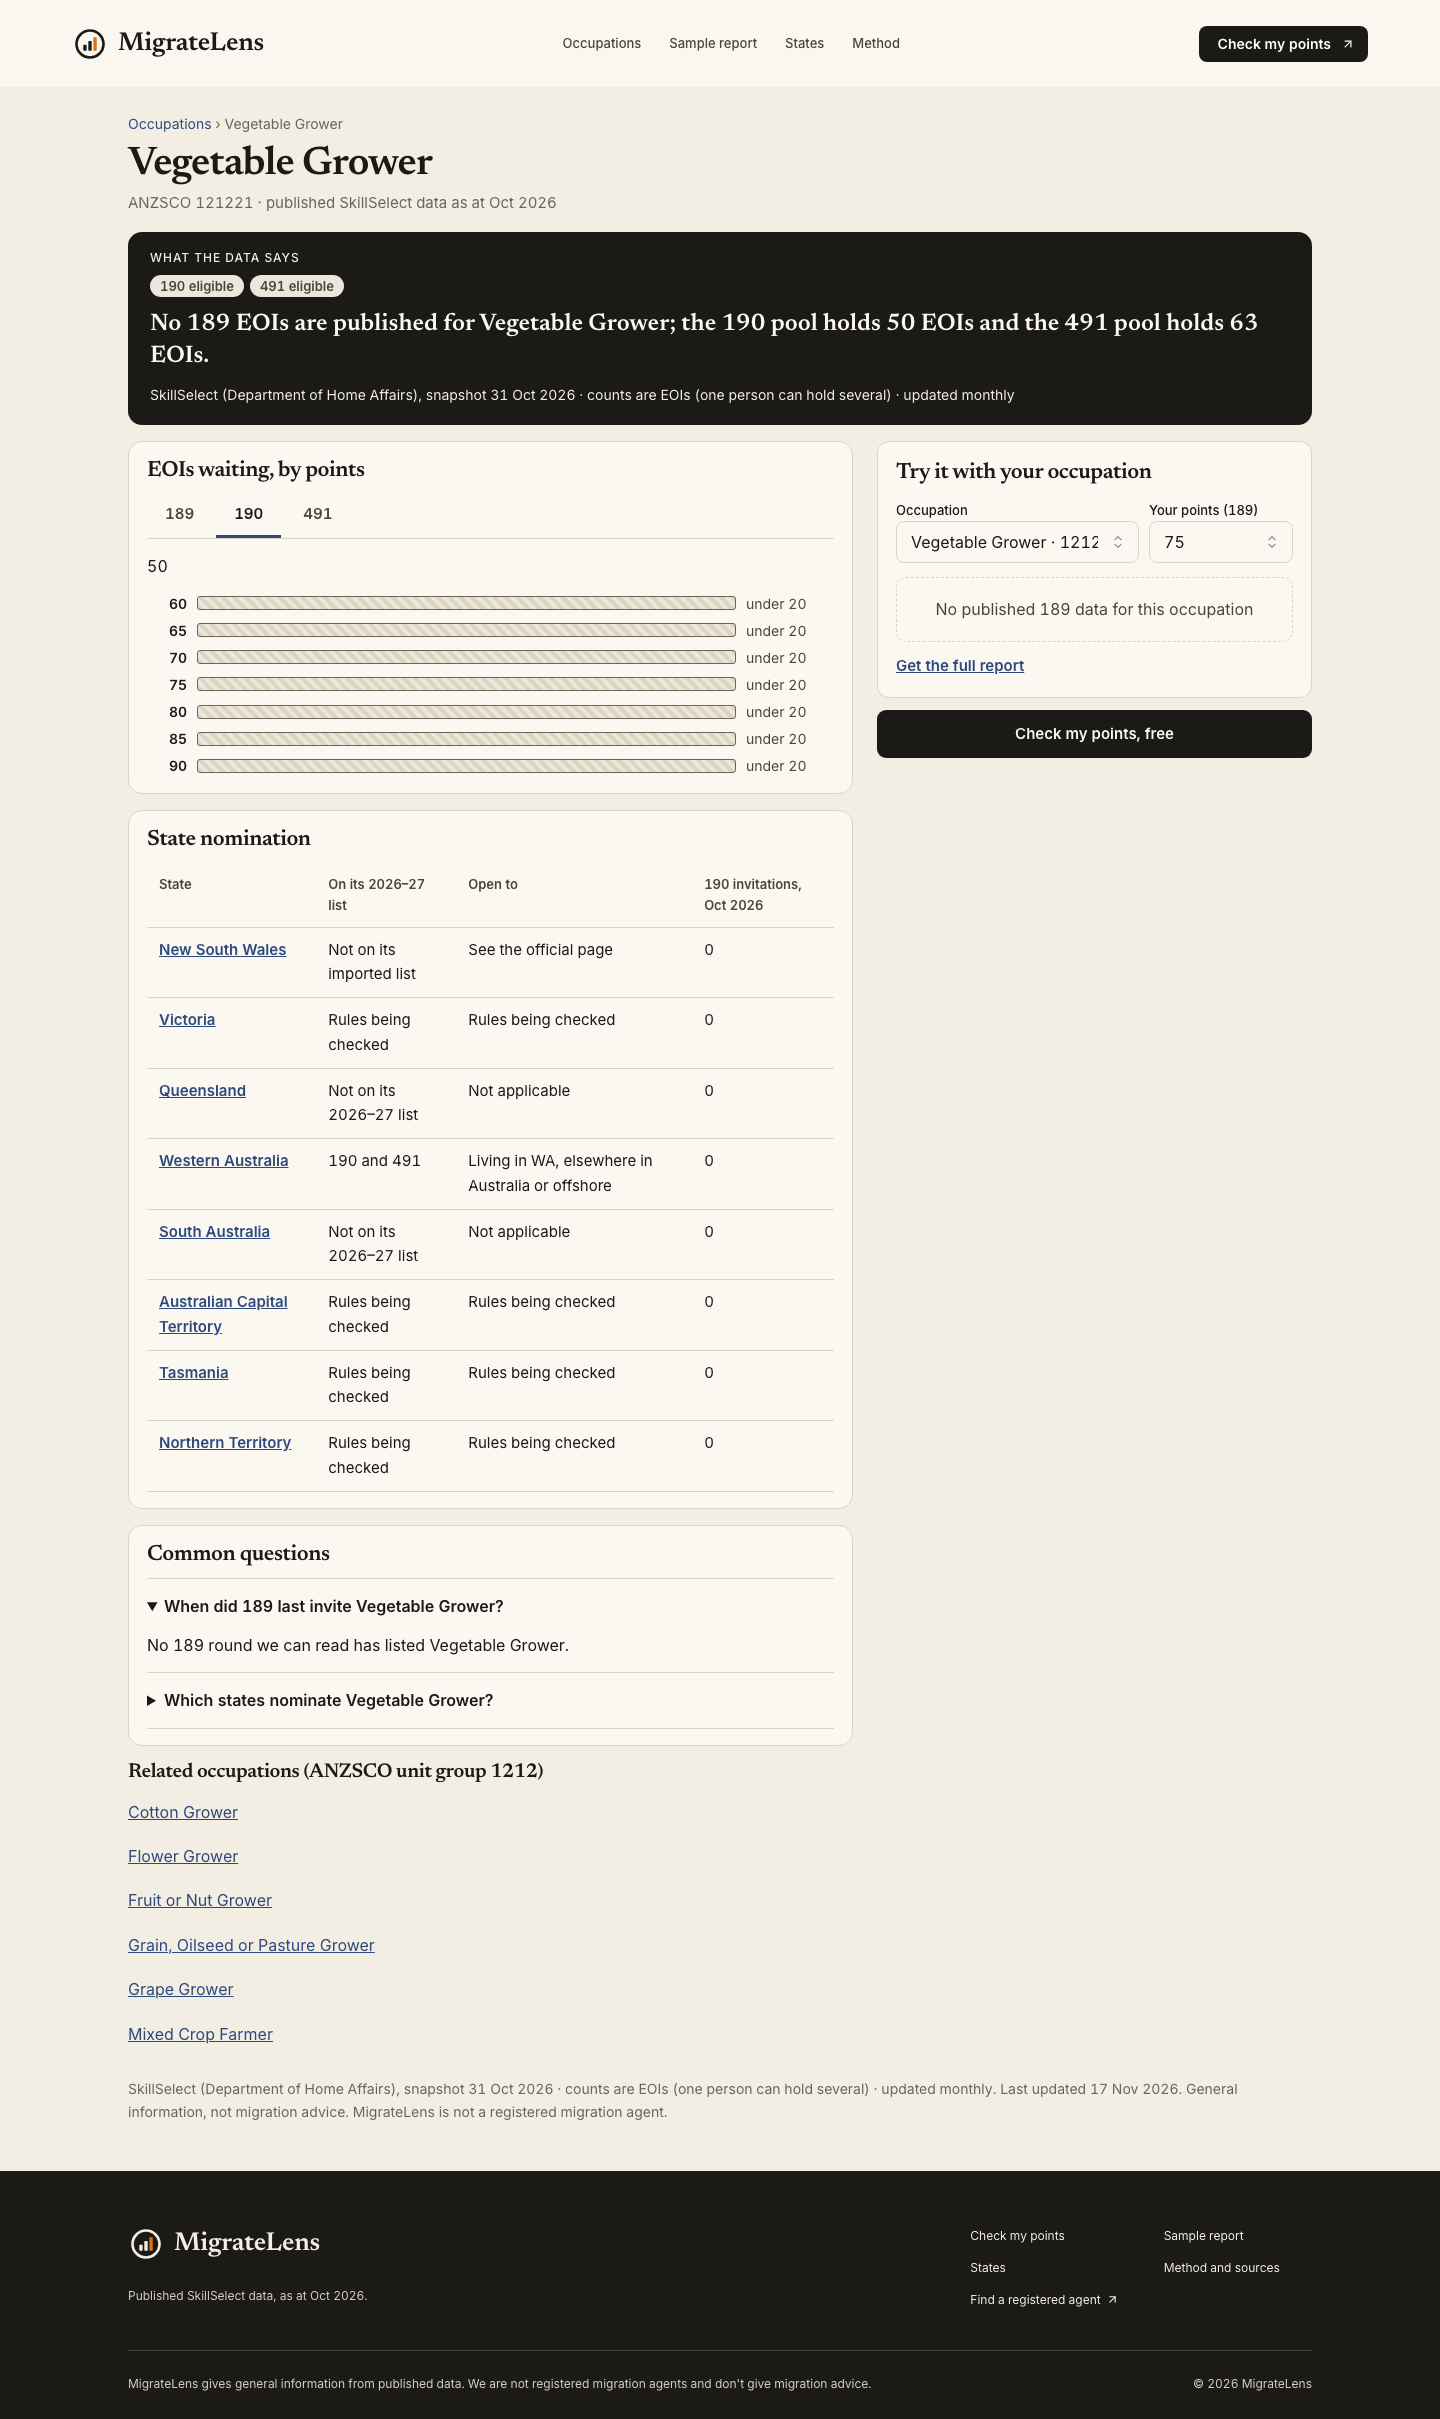 MigrateLens
Occupations Sample report States Method
Check my points
Occupations › Vegetable Grower
Vegetable Grower
ANZSCO 121221 · published SkillSelect data as at Oct 2026
WHAT THE DATA SAYS
190 eligible 491 eligible
No 189 EOIs are published for Vegetable Grower; the 190 pool holds 50 EOIs and the 491 pool holds 63
EOIs.
SkillSelect (Department of Home Affairs), snapshot 31 Oct 2026 · counts are EOIs (one person can hold several) · updated monthly
EOIs waiting, by points
189 190 491
50
60 under 20
65 under 20
70 under 20
75 under 20
80 under 20
85 under 20
90 under 20
Try it with your occupation
Occupation Your points (189)
Vegetable Grower · 1212 75
No published 189 data for this occupation
Get the full report
Check my points, free
State nomination
State On its 2026–27 Open to 190 invitations,
list Oct 2026
New South Wales Not on its See the official page 0
imported list
Victoria Rules being Rules being checked 0
checked
Queensland Not on its Not applicable 0
2026–27 list
Western Australia 190 and 491 Living in WA, elsewhere in 0
Australia or offshore
South Australia Not on its Not applicable 0
2026–27 list
Australian Capital Rules being Rules being checked 0
Territory checked
Tasmania Rules being Rules being checked 0
checked
Northern Territory Rules being Rules being checked 0
checked
Common questions
When did 189 last invite Vegetable Grower?
No 189 round we can read has listed Vegetable Grower.
Which states nominate Vegetable Grower?
Related occupations (ANZSCO unit group 1212)
Cotton Grower
Flower Grower
Fruit or Nut Grower
Grain, Oilseed or Pasture Grower
Grape Grower
Mixed Crop Farmer
SkillSelect (Department of Home Affairs), snapshot 31 Oct 2026 · counts are EOIs (one person can hold several) · updated monthly. Last updated 17 Nov 2026. General
information, not migration advice. MigrateLens is not a registered migration agent.
MigrateLens
Published SkillSelect data, as at Oct 2026.
Check my points Sample report
States Method and sources
Find a registered agent
MigrateLens gives general information from published data. We are not registered migration agents and don't give migration advice.
© 2026 MigrateLens